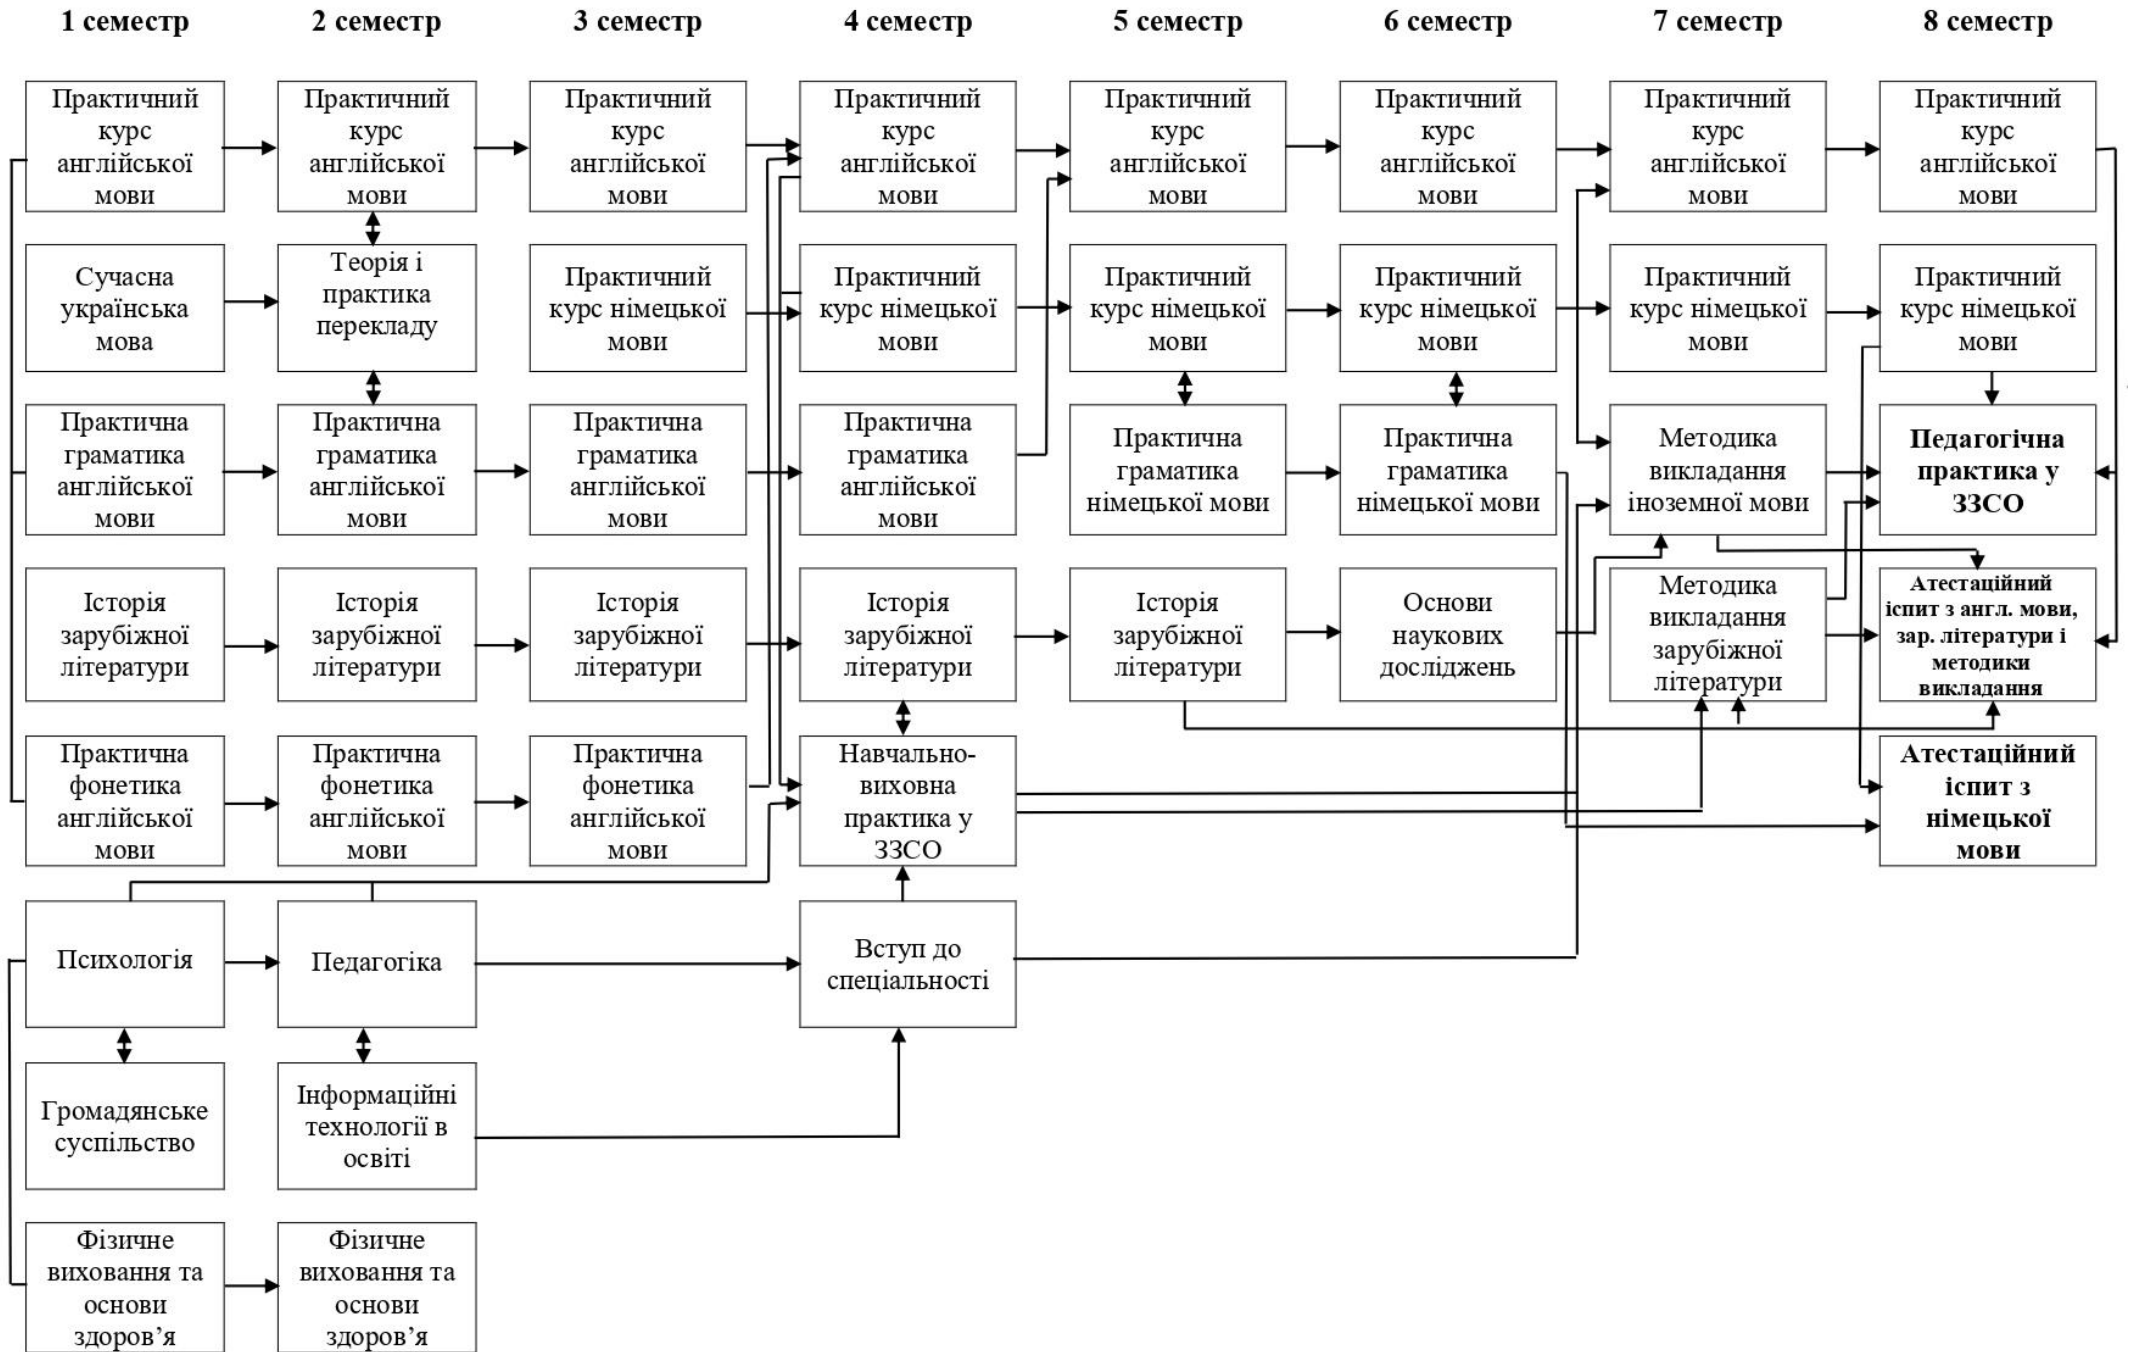 1 семестр
2 семестр
3 семестр
4 семестр
5 семестр
6 семестр
7 семестр
8 семестр
Практичний
курс
англійської
мови
Практичний
курс
англійської
мови
Практичний
курс
англійської
мови
Практичний
курс
англійської
мови
Практичний
курс
англійської
мови
Практичний
курс
англійської
мови
Практичний
курс
англійської
мови
Практичний
курс
англійської
мови
Сучасна
українська
мова
Теорія і
практика
перекладу
Практичний
курс німецької
мови
Практичний
курс німецької
мови
Практичний
курс німецької
мови
Практичний
курс німецької
мови
Практичний
курс німецької
мови
Практичний
курс німецької
мови
Практична
граматика
англійської
мови
Практична
граматика
англійської
мови
Практична
граматика
англійської
мови
Практична
граматика
англійської
мови
Практична
граматика
німецької мови
Практична
граматика
німецької мови
Методика
викладання
іноземної мови
Педагогічна
практика у
ЗЗСО
Історія
зарубіжної
літератури
Історія
зарубіжної
літератури
Історія
зарубіжної
літератури
Історія
зарубіжної
літератури
Історія
зарубіжної
літератури
Основи
наукових
досліджень
Методика
викладання
зарубіжної
літератури
Атестаційний
іспит з англ. мови,
зар. літератури і
методики
викладання
Практична
фонетика
англійської
мови
Практична
фонетика
англійської
мови
Практична
фонетика
англійської
мови
Навчально-
виховна
практика у
ЗЗСО
Атестаційний
іспит з
німецької
мови
Психологія
Педагогіка
Вступ до
спеціальності
Громадянське
суспільство
Інформаційні
технології в
освіті
Фізичне
виховання та
основи
здоров’я
Фізичне
виховання та
основи
здоров’я